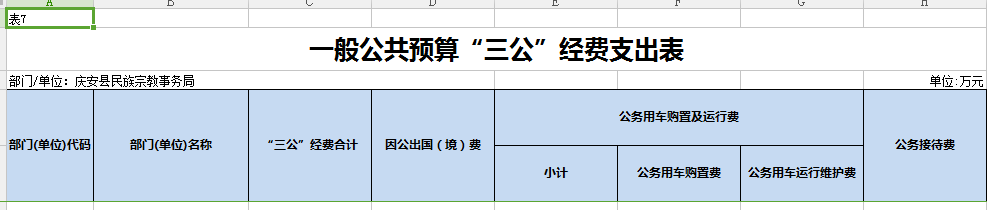 A B C D E F G H
表7
一般公共预算“三公”经费支出表
部门/单位：庆安县民族宗教事务局 单位:万元
部门(单位)代码 部门(单位)名称 “三公”经费合计 因公出国（境）费 公务用车购置及运行费 公务接待费
小计 公务用车购置费 公务用车运行维护费